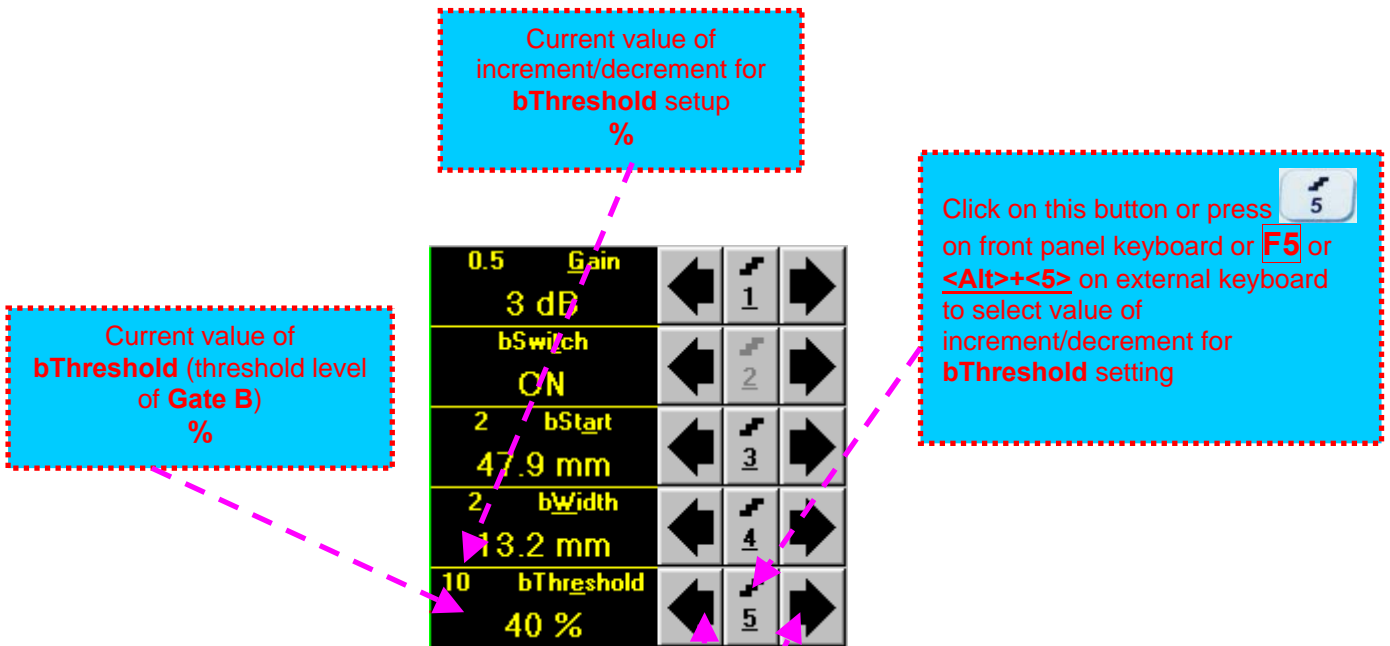 Current value of
increment/decrement for
bThreshold setup
%
Click on this button or press 5
on front panel keyboard or F5 or
<Alt>+<5> on external keyboard
to select value of
increment/decrement for
bThreshold setting
Current value of
bThreshold (threshold level
of Gate B)
%
0.5 Gain
3 dB
1
bSwitch
ON
2
2 bStart
47.9 mm
3
2 bWidth
13.2 mm
4
10 bThreshold
40 %
5